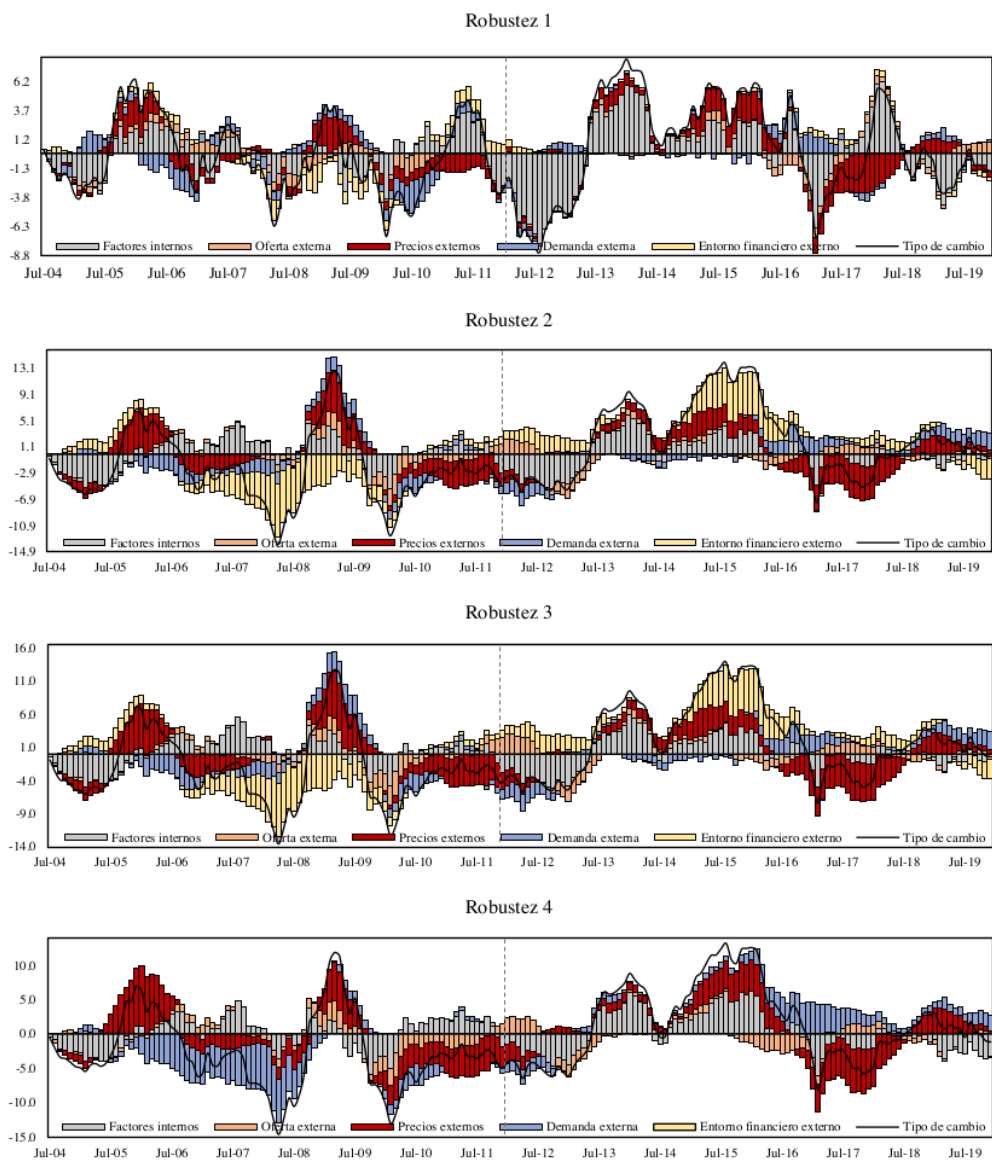 Robustez 1
6.2
3.7
1.2
-1.3
-3.8
-6.3
-8.8
Factores internos Oferta externa Precios externos Demanda externa Entorno financiero externo Tipo de cambio
Jul-04 Jul-05 Jul-06 Jul-07 Jul-08 Jul-09 Jul-10 Jul-11 Jul-12 Jul-13 Jul-14 Jul-15 Jul-16 Jul-17 Jul-18 Jul-19
Robustez 2
13.1
9.1
5.1
1.1
-2.9
-6.9
-10.9
-14.9
Factores internos Oferta externa Precios externos Demanda externa Entorno financiero externo Tipo de cambio
Jul-04 Jul-05 Jul-06 Jul-07 Jul-08 Jul-09 Jul-10 Jul-11 Jul-12 Jul-13 Jul-14 Jul-15 Jul-16 Jul-17 Jul-18 Jul-19
Robustez 3
16.0
11.0
6.0
1.0
-4.0
-9.0
-14.0
Factores internos Oferta externa Precios externos Demanda externa Entorno financiero externo Tipo de cambio
Jul-04 Jul-05 Jul-06 Jul-07 Jul-08 Jul-09 Jul-10 Jul-11 Jul-12 Jul-13 Jul-14 Jul-15 Jul-16 Jul-17 Jul-18 Jul-19
Robustez 4
10.0
5.0
0.0
-5.0
-10.0
-15.0
Factores internos Oferta externa Precios externos Demanda externa Entorno financiero externo Tipo de cambio
Jul-04 Jul-05 Jul-06 Jul-07 Jul-08 Jul-09 Jul-10 Jul-11 Jul-12 Jul-13 Jul-14 Jul-15 Jul-16 Jul-17 Jul-18 Jul-19